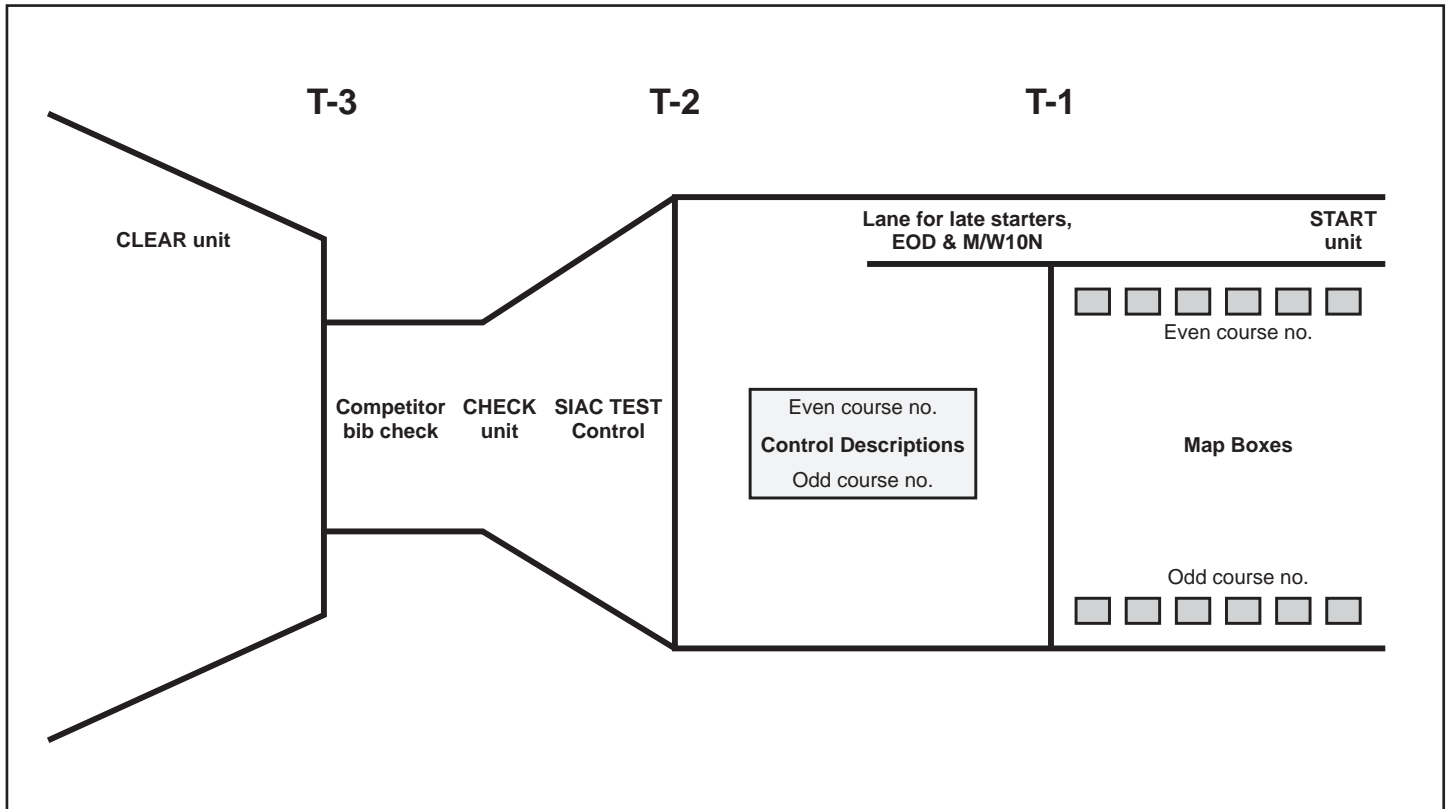 T-3
T-2
T-1
CLEAR unit
Lane for late starters,
EOD & M/W10N
START
unit
Even course no.
Competitor
bib check
CHECK
unit
SIAC TEST
Control
Even course no.
Control Descriptions
Odd course no.
Map Boxes
Odd course no.